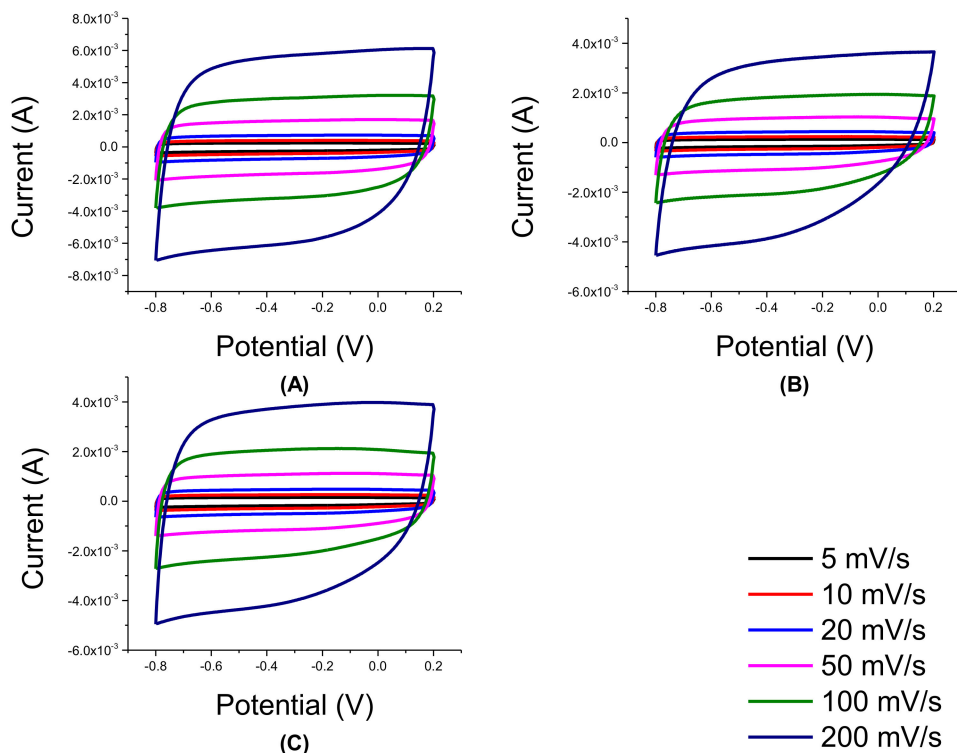 8.0x10⁻³
6.0x10⁻³
4.0x10⁻³
2.0x10⁻³
0.0
-2.0x10⁻³
-4.0x10⁻³
-6.0x10⁻³
-8.0x10⁻³
Current (A)
-0.8 -0.6 -0.4 -0.2 0.0 0.2
Potential (V)
(A)
4.0x10⁻³
2.0x10⁻³
0.0
-2.0x10⁻³
-4.0x10⁻³
-6.0x10⁻³
Current (A)
-0.8 -0.6 -0.4 -0.2 0.0 0.2
Potential (V)
(B)
4.0x10⁻³
2.0x10⁻³
0.0
-2.0x10⁻³
-4.0x10⁻³
-6.0x10⁻³
Current (A)
-0.8 -0.6 -0.4 -0.2 0.0 0.2
Potential (V)
(C)
5 mV/s
10 mV/s
20 mV/s
50 mV/s
100 mV/s
200 mV/s